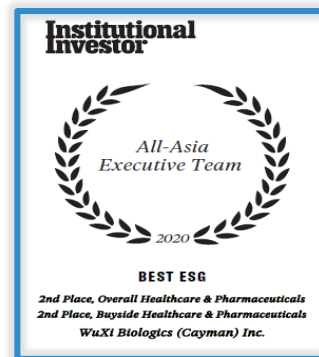 Institutional
Investor
All-Asia
Executive Team
2020
BEST ESG
2nd Place, Overall Healthcare & Pharmaceuticals
2nd Place, Buyside Healthcare & Pharmaceuticals
WuXi Biologics (Cayman) Inc.